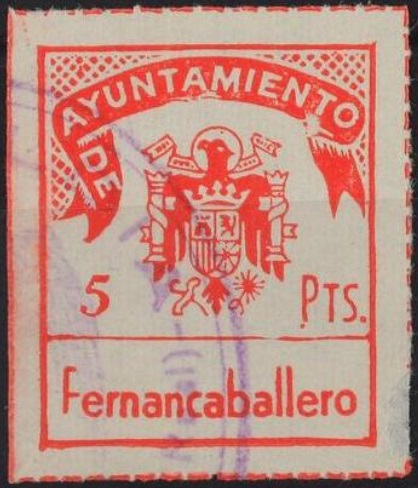 AYUNTAMIENTO
DE
5 PTS.
Fernancaballero